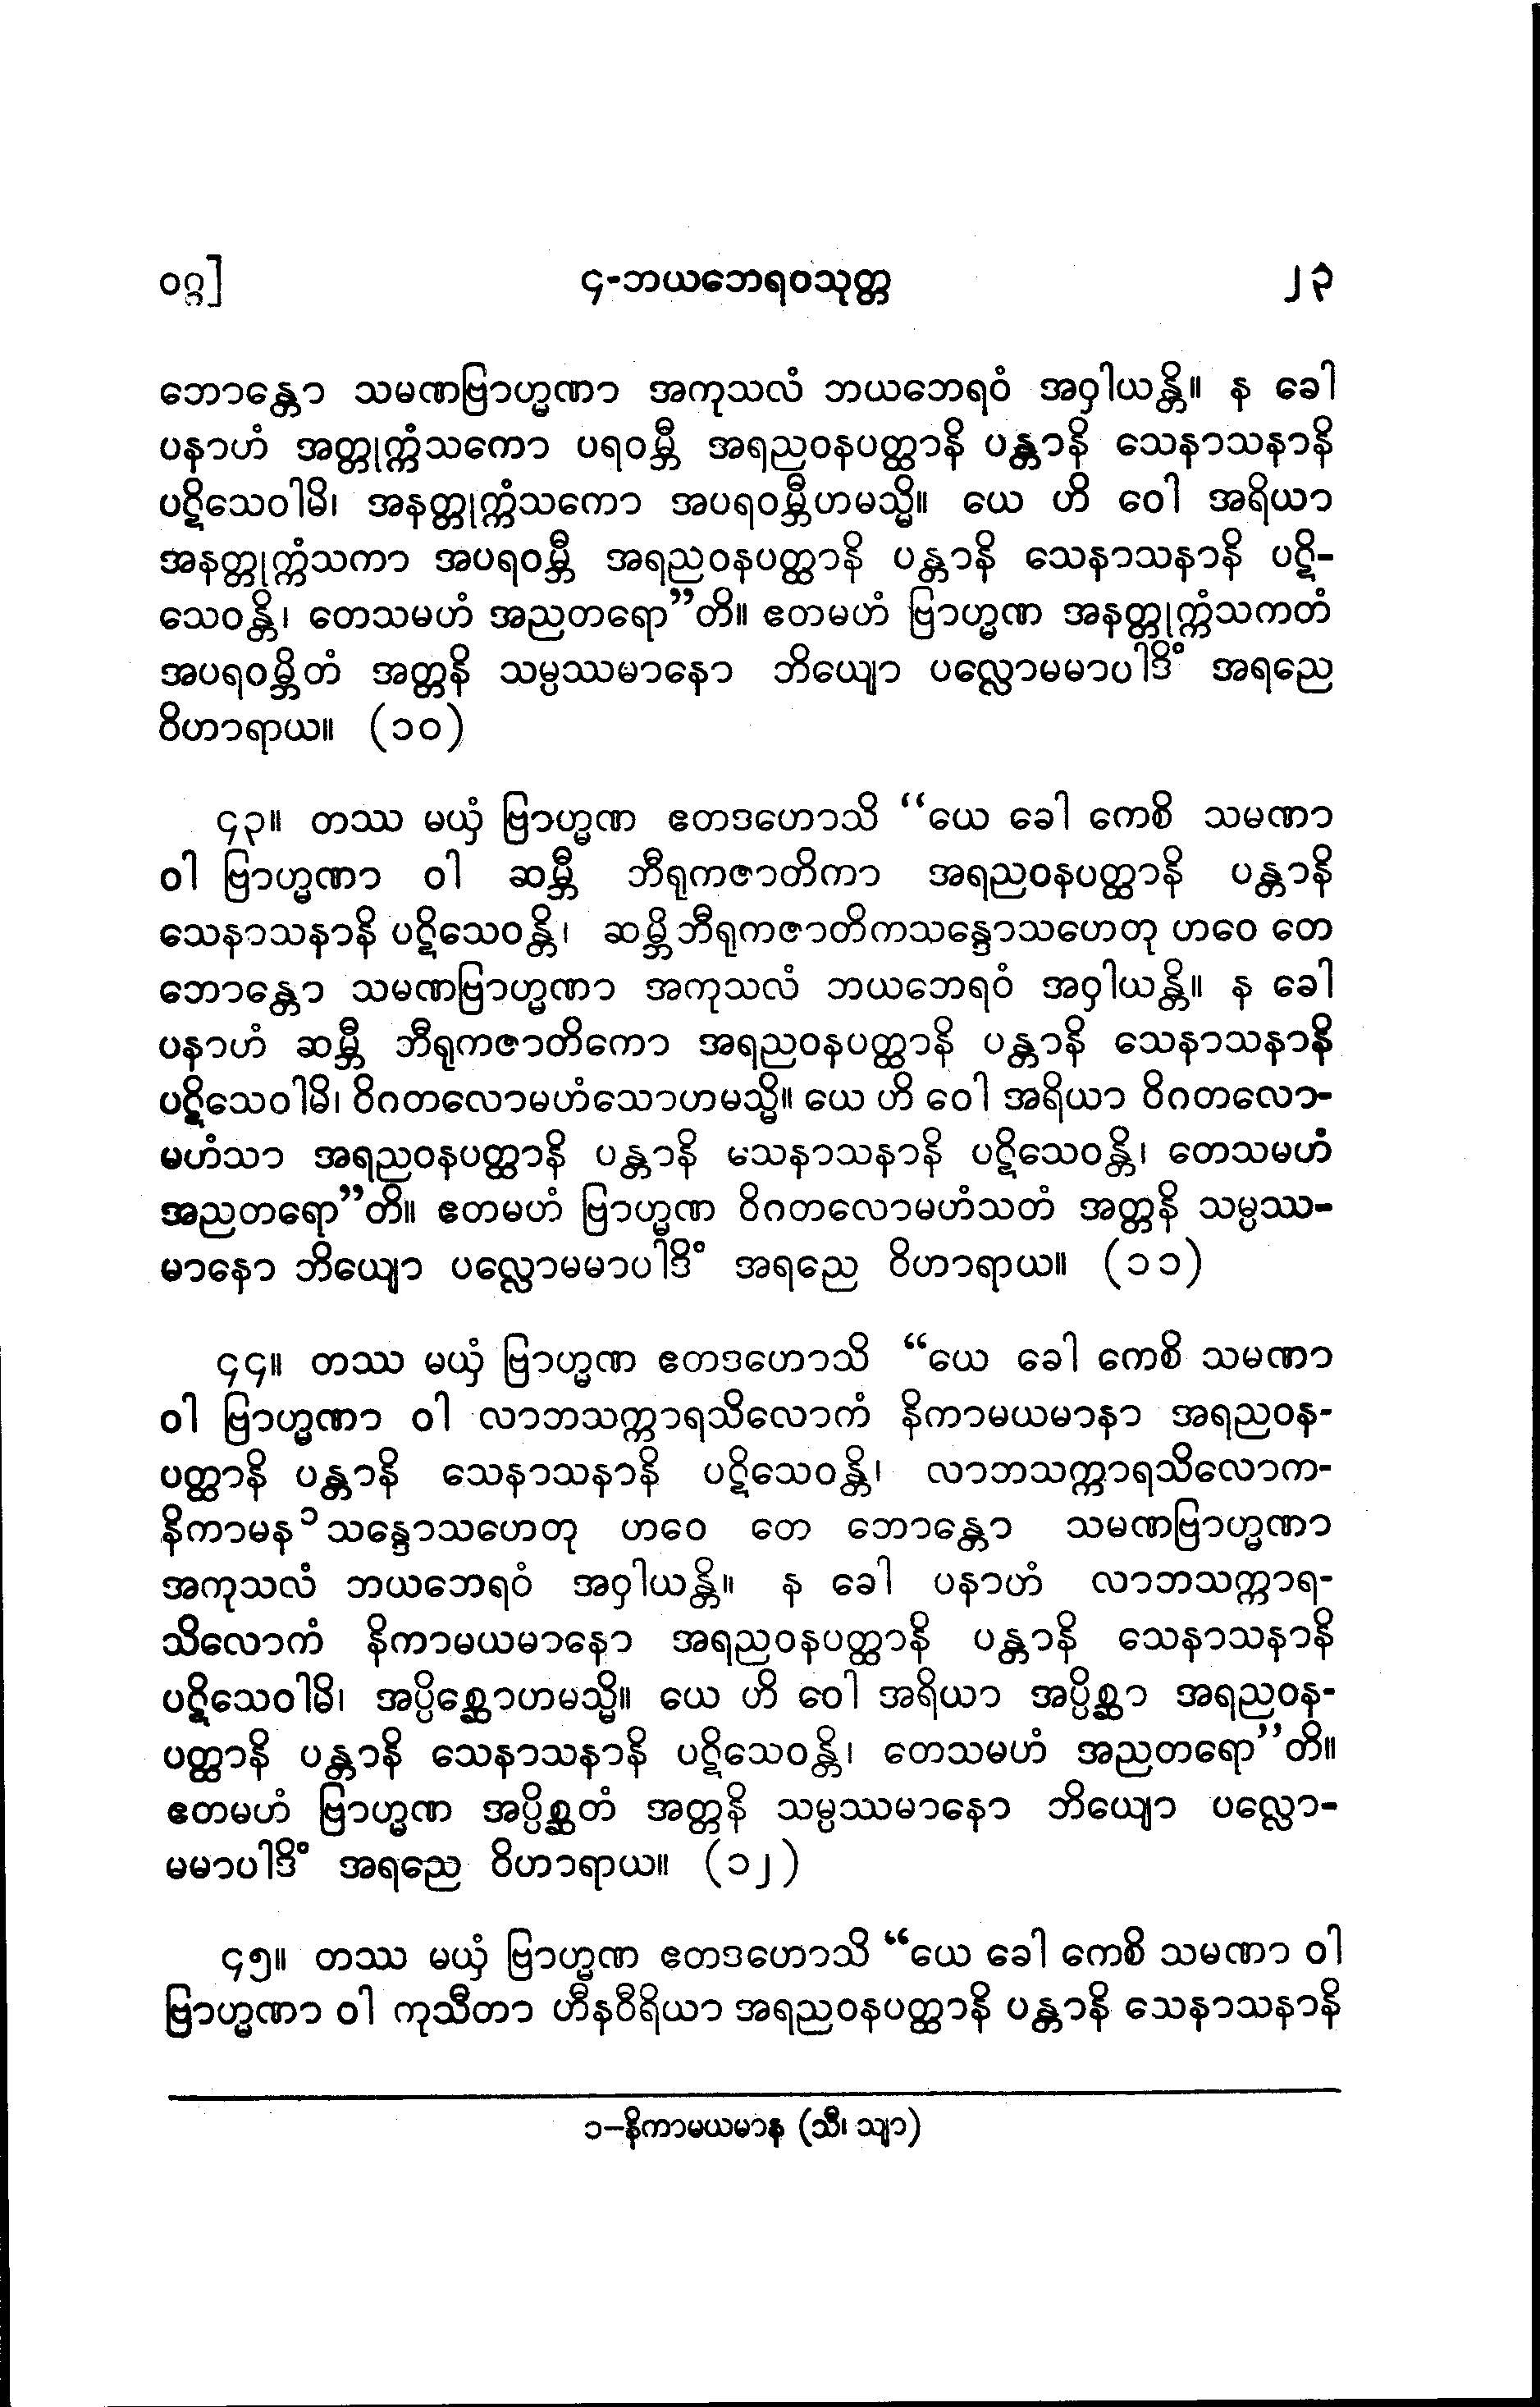 ဝဂ္ဂ] ၄-ဘယဘေရဝသုတ္တ ၂၃
ဘောန္တော သမဏဗြာဟ္မဏာ အကုသလံ ဘယဘေရဝံ အဝှါယန္တိ။ န ခေါ
ပနာဟံ အတ္တုက္ကံသကော ပရဝမ္ဘီ အရညဝနပတ္ထာနိ ပန္တာနိ သေနာသနာနိ
ပဋိသေဝါမိ၊ အနတ္တုက္ကံသကော အပရဝမ္ဘီဟမသ္မိ။ ယေ ဟိ ဝေါ အရိယာ
အနတ္တုက္ကံသကာ အပရဝမ္ဘီ အရညဝနပတ္ထာနိ ပန္တာနိ သေနာသနာနိ ပဋိ-
သေဝန္တိ၊ တေသမဟံ အညတရော”တိ။ ဧတမဟံ ဗြာဟ္မဏ အနတ္တုက္ကံသကတံ
အပရဝမ္ဘိတံ အတ္တနိ သမ္ပဿမာနော ဘိယျော ပလ္လောမမာပါဒိံ အရညေ
ဝိဟာရာယ။ (၁၀)
၄၃။ တဿ မယှံ ဗြာဟ္မဏ ဧတဒဟောသိ “ယေ ခေါ ကေစိ သမဏာ
ဝါ ဗြာဟ္မဏာ ဝါ ဆမ္ဘီ ဘီရုကဇာတိကာ အရညဝနပတ္ထာနိ ပန္တာနိ
သေနာသနာနိ ပဋိသေဝန္တိ၊ ဆမ္ဘိဘီရုကဇာတိကသန္ဒောသဟေတု ဟဝေ တေ
ဘောန္တော သမဏဗြာဟ္မဏာ အကုသလံ ဘယဘေရဝံ အဝှါယန္တိ။ န ခေါ
ပနာဟံ ဆမ္ဘီ ဘီရုကဇာတိကော အရညဝနပတ္ထာနိ ပန္တာနိ သေနာသနာနိ
ပဋိသေဝါမိ၊ ဝိဂတလောမဟံသောဟမသ္မိ။ ယေ ဟိ ဝေါ အရိယာ ဝိဂတလော-
မဟံသာ အရညဝနပတ္ထာနိ ပန္တာနိ သေနာသနာနိ ပဋိသေဝန္တိ၊ တေသမဟံ
အညတရော”တိ။ ဧတမဟံ ဗြာဟ္မဏ ဝိဂတလောမဟံသတံ အတ္တနိ သမ္ပဿ-
မာနော ဘိယျော ပလ္လောမမာပါဒိံ အရညေ ဝိဟာရာယ။ (၁၁)
၄၄။ တဿ မယှံ ဗြာဟ္မဏ ဧတဒဟောသိ “ယေ ခေါ ကေစိ သမဏာ
ဝါ ဗြာဟ္မဏာ ဝါ လာဘသက္ကာရသိလောကံ နိကာမယမာနာ အရညဝန-
ပတ္ထာနိ ပန္တာနိ သေနာသနာနိ ပဋိသေဝန္တိ၊ လာဘသက္ကာရသိလောက-
နိကာမန ၁ သန္ဒောသဟေတု ဟဝေ တေ ဘောန္တော သမဏဗြာဟ္မဏာ
အကုသလံ ဘယဘေရဝံ အဝှါယန္တိ။ န ခေါ ပနာဟံ လာဘသက္ကာရ-
သိလောကံ နိကာမယမာနော အရညဝနပတ္ထာနိ ပန္တာနိ သေနာသနာနိ
ပဋိသေဝါမိ၊ အပ္ပိစ္ဆောဟမသ္မိ။ ယေ ဟိ ဝေါ အရိယာ အပ္ပိစ္ဆာ အရညဝန-
ပတ္ထာနိ ပန္တာနိ သေနာသနာနိ ပဋိသေဝန္တိ၊ တေသမဟံ အညတရော”တိ။
ဧတမဟံ ဗြာဟ္မဏ အပ္ပိစ္ဆတံ အတ္တနိ သမ္ပဿမာနော ဘိယျော ပလ္လော-
မမာပါဒိံ အရညေ ဝိဟာရာယ။ (၁၂)
၄၅။ တဿ မယှံ ဗြာဟ္မဏ ဧတဒဟောသိ “ယေ ခေါ ကေစိ သမဏာ ဝါ
ဗြာဟ္မဏာ ဝါ ကုသီတာ ဟီနဝီရိယာ အရညဝနပတ္ထာနိ ပန္တာနိ သေနာသနာနိ
၁–နိကာမယမာန (သီ၊ သျာ)